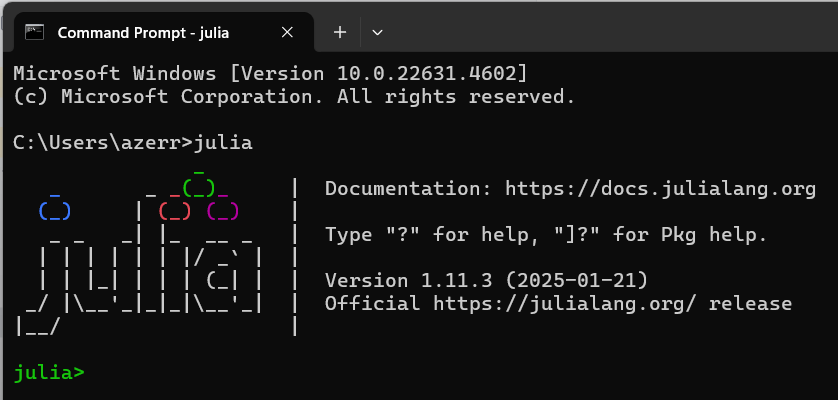 Command Prompt - julia
Microsoft Windows [Version 10.0.22631.4602]
(c) Microsoft Corporation. All rights reserved.
C:\Users\azerr>julia
               _
   _       _ _(_)_     |  Documentation: https://docs.julialang.org
  (_)     | (_) (_)    |
   _ _   _| |_  __ _   |  Type "?" for help, "]?" for Pkg help.
  | | | | | | |/ _` |  |
  | | |_| | | | (_| |  |  Version 1.11.3 (2025-01-21)
 _/ |\__'_|_|_|\__'_|  |  Official https://julialang.org/ release
|__/                   |
julia>